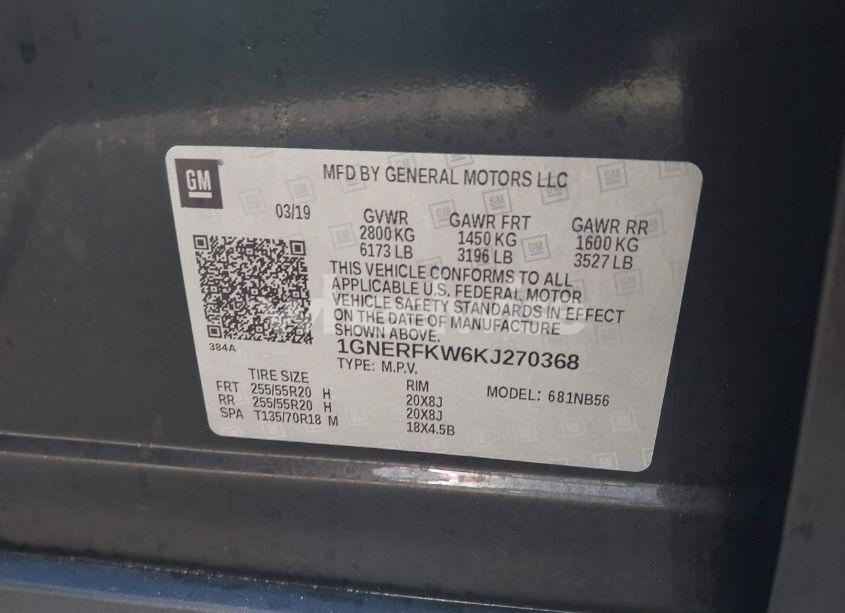 GM
MFD BY GENERAL MOTORS LLC
03/19
GVWR GAWR FRT GAWR RR
2800 KG 1450 KG 1600 KG
6173 LB 3196 LB 3527 LB
THIS VEHICLE CONFORMS TO ALL
APPLICABLE U.S. FEDERAL MOTOR
VEHICLE SAFETY STANDARDS IN EFFECT
ON THE DATE OF MANUFACTURE
SHOWN ABOVE.
384A
1GNERFKW6KJ270368
TYPE: M.P.V.
TIRE SIZE RIM MODEL: 681NB56
FRT 255/55R20 H 20X8J
RR 255/55R20 H 20X8J
SPA T135/70R18 M 18X4.5B